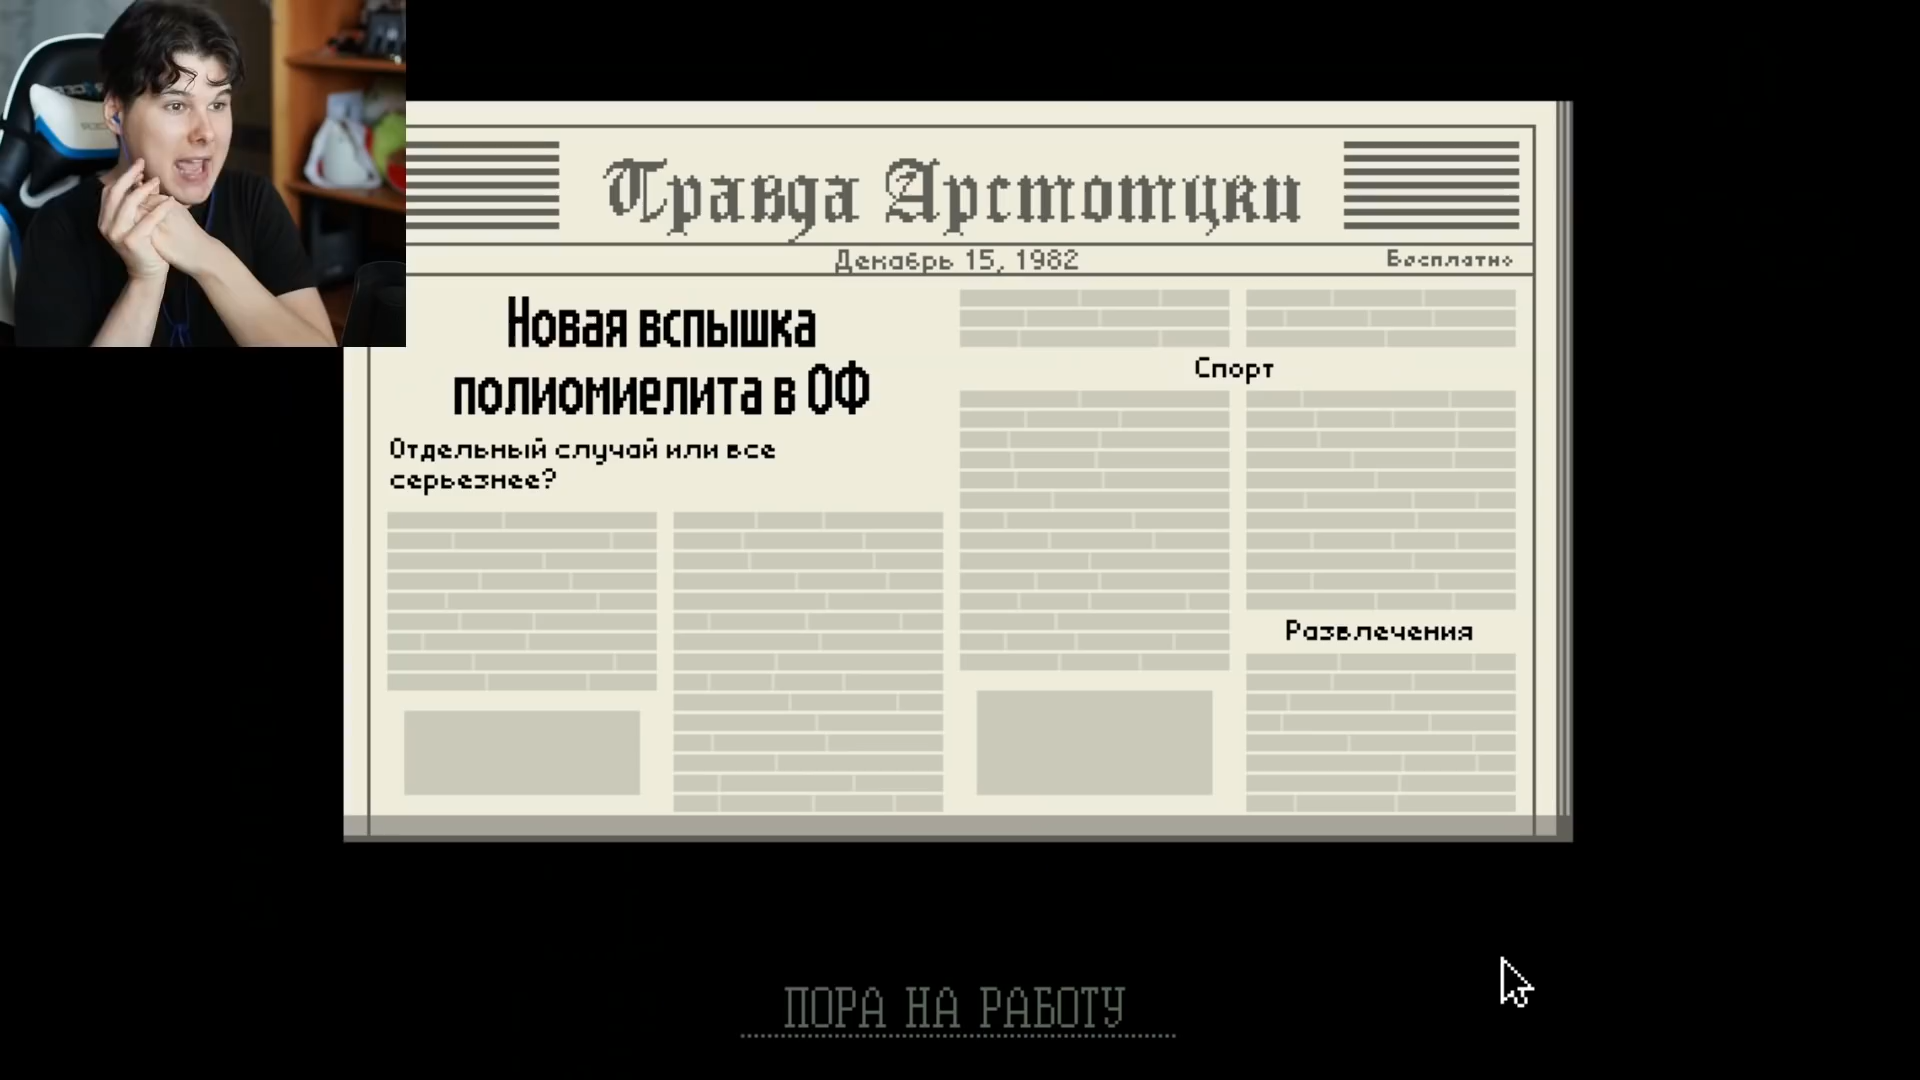 Правда Арстотцки
Декабрь 15, 1982
Бесплатно
Новая вспышка
полиомиелита в ОФ
Отдельный случай или все
серьезнее?
Спорт
Развлечения
ПОРА НА РАБОТУ